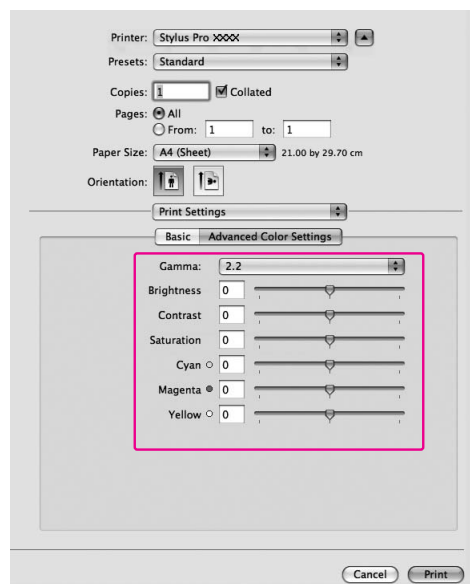 Printer: Stylus Pro XXXX
Presets: Standard
Copies: 1 Collated
Pages: All
From: 1 to: 1
Paper Size: A4 (Sheet) 21.00 by 29.70 cm
Orientation:
Print Settings
Basic Advanced Color Settings
Gamma: 2.2
Brightness 0
Contrast 0
Saturation 0
Cyan 0
Magenta 0
Yellow 0
Cancel Print